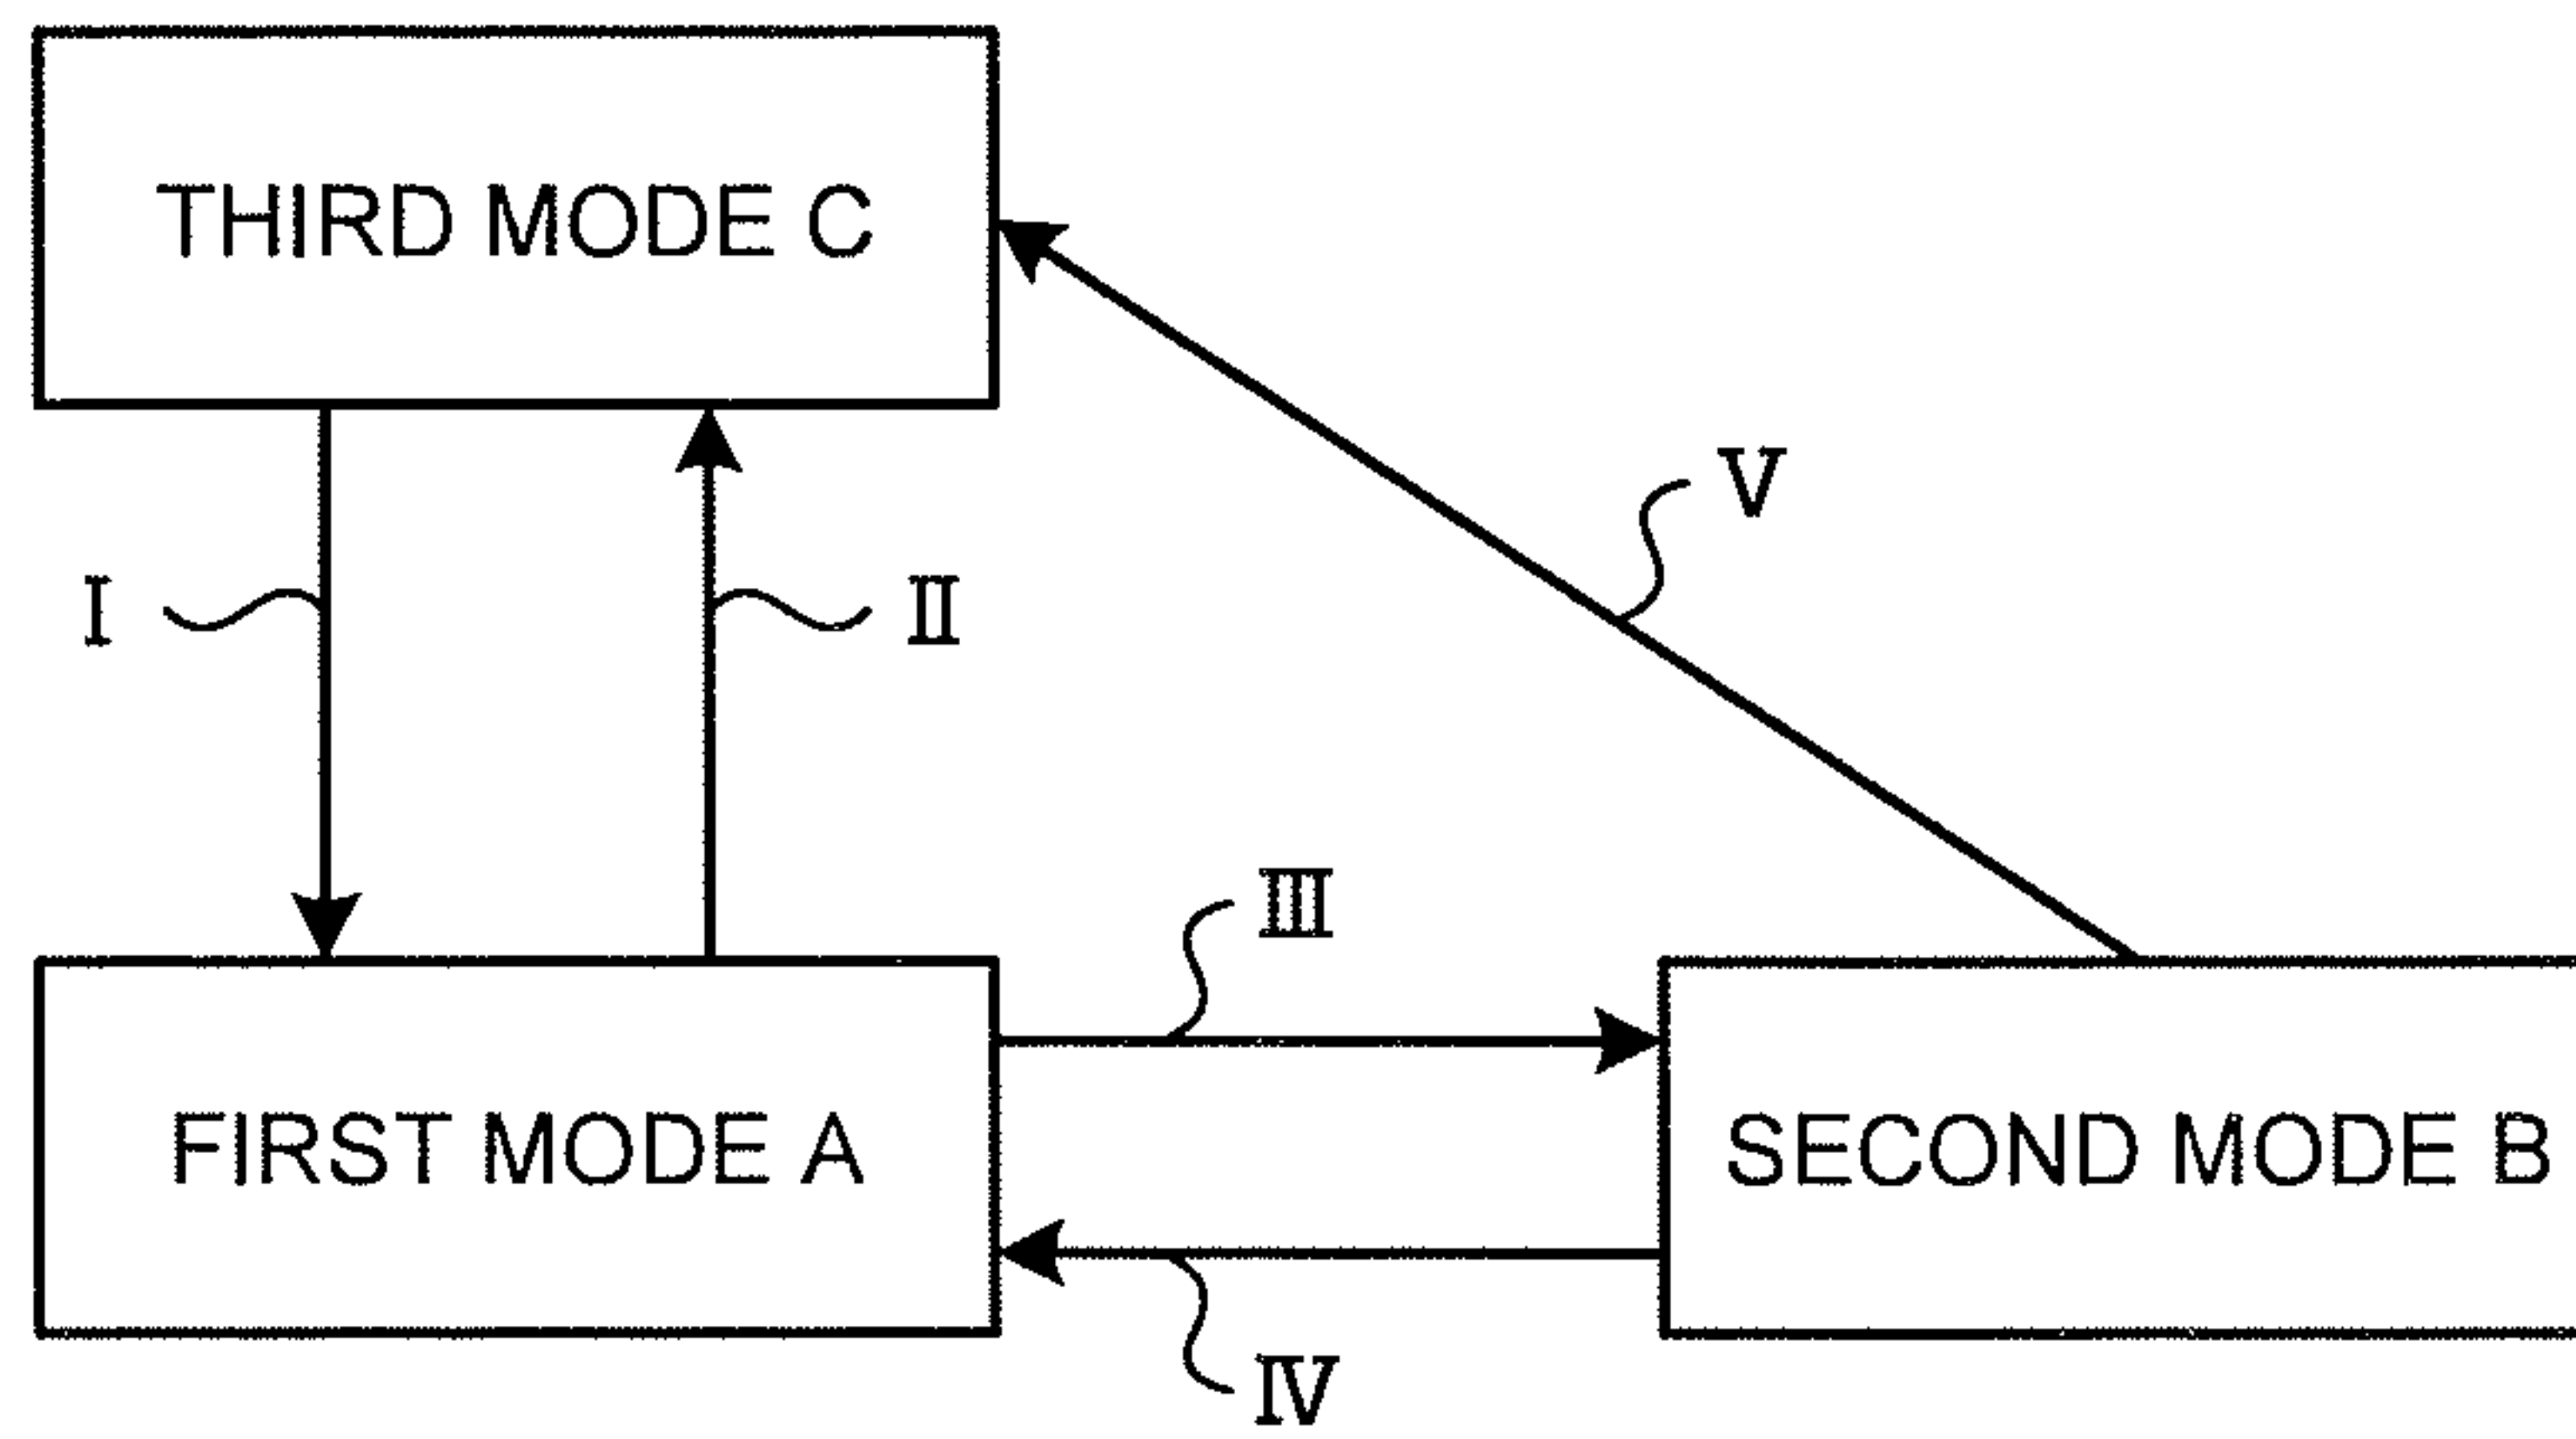 THIRD MODE C
V
I
II
III
FIRST MODE A
SECOND MODE B
IV